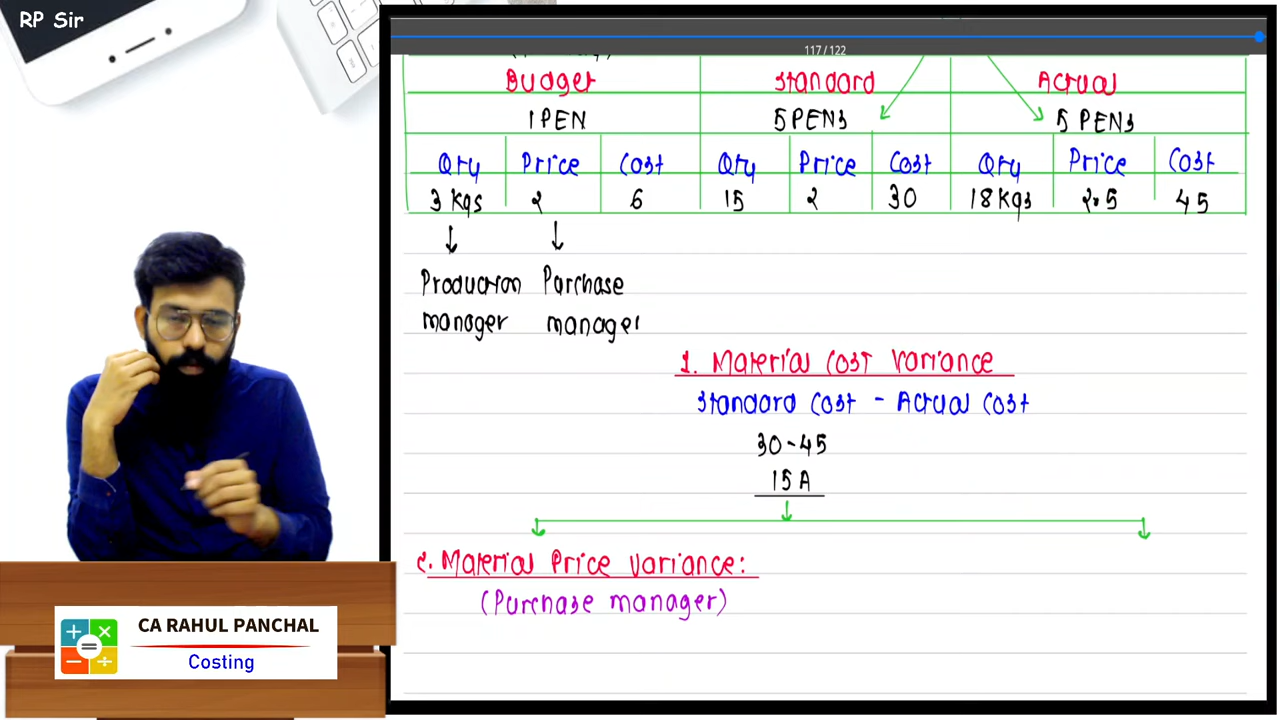 RP Sir
117 / 122
Budget Standard Actual
1 PEN 5 PENS 5 PENS
Qty Price Cost Qty Price Cost Qty Price Cost
3 Kgs 2 6 15 2 30 18 Kgs 2.5 45
Production Purchase
manager manager
1. Material Cost Variance
Standard Cost - Actual Cost
30-45
15 A
2. Material Price Variance:
(Purchase manager)
CA RAHUL PANCHAL
Costing